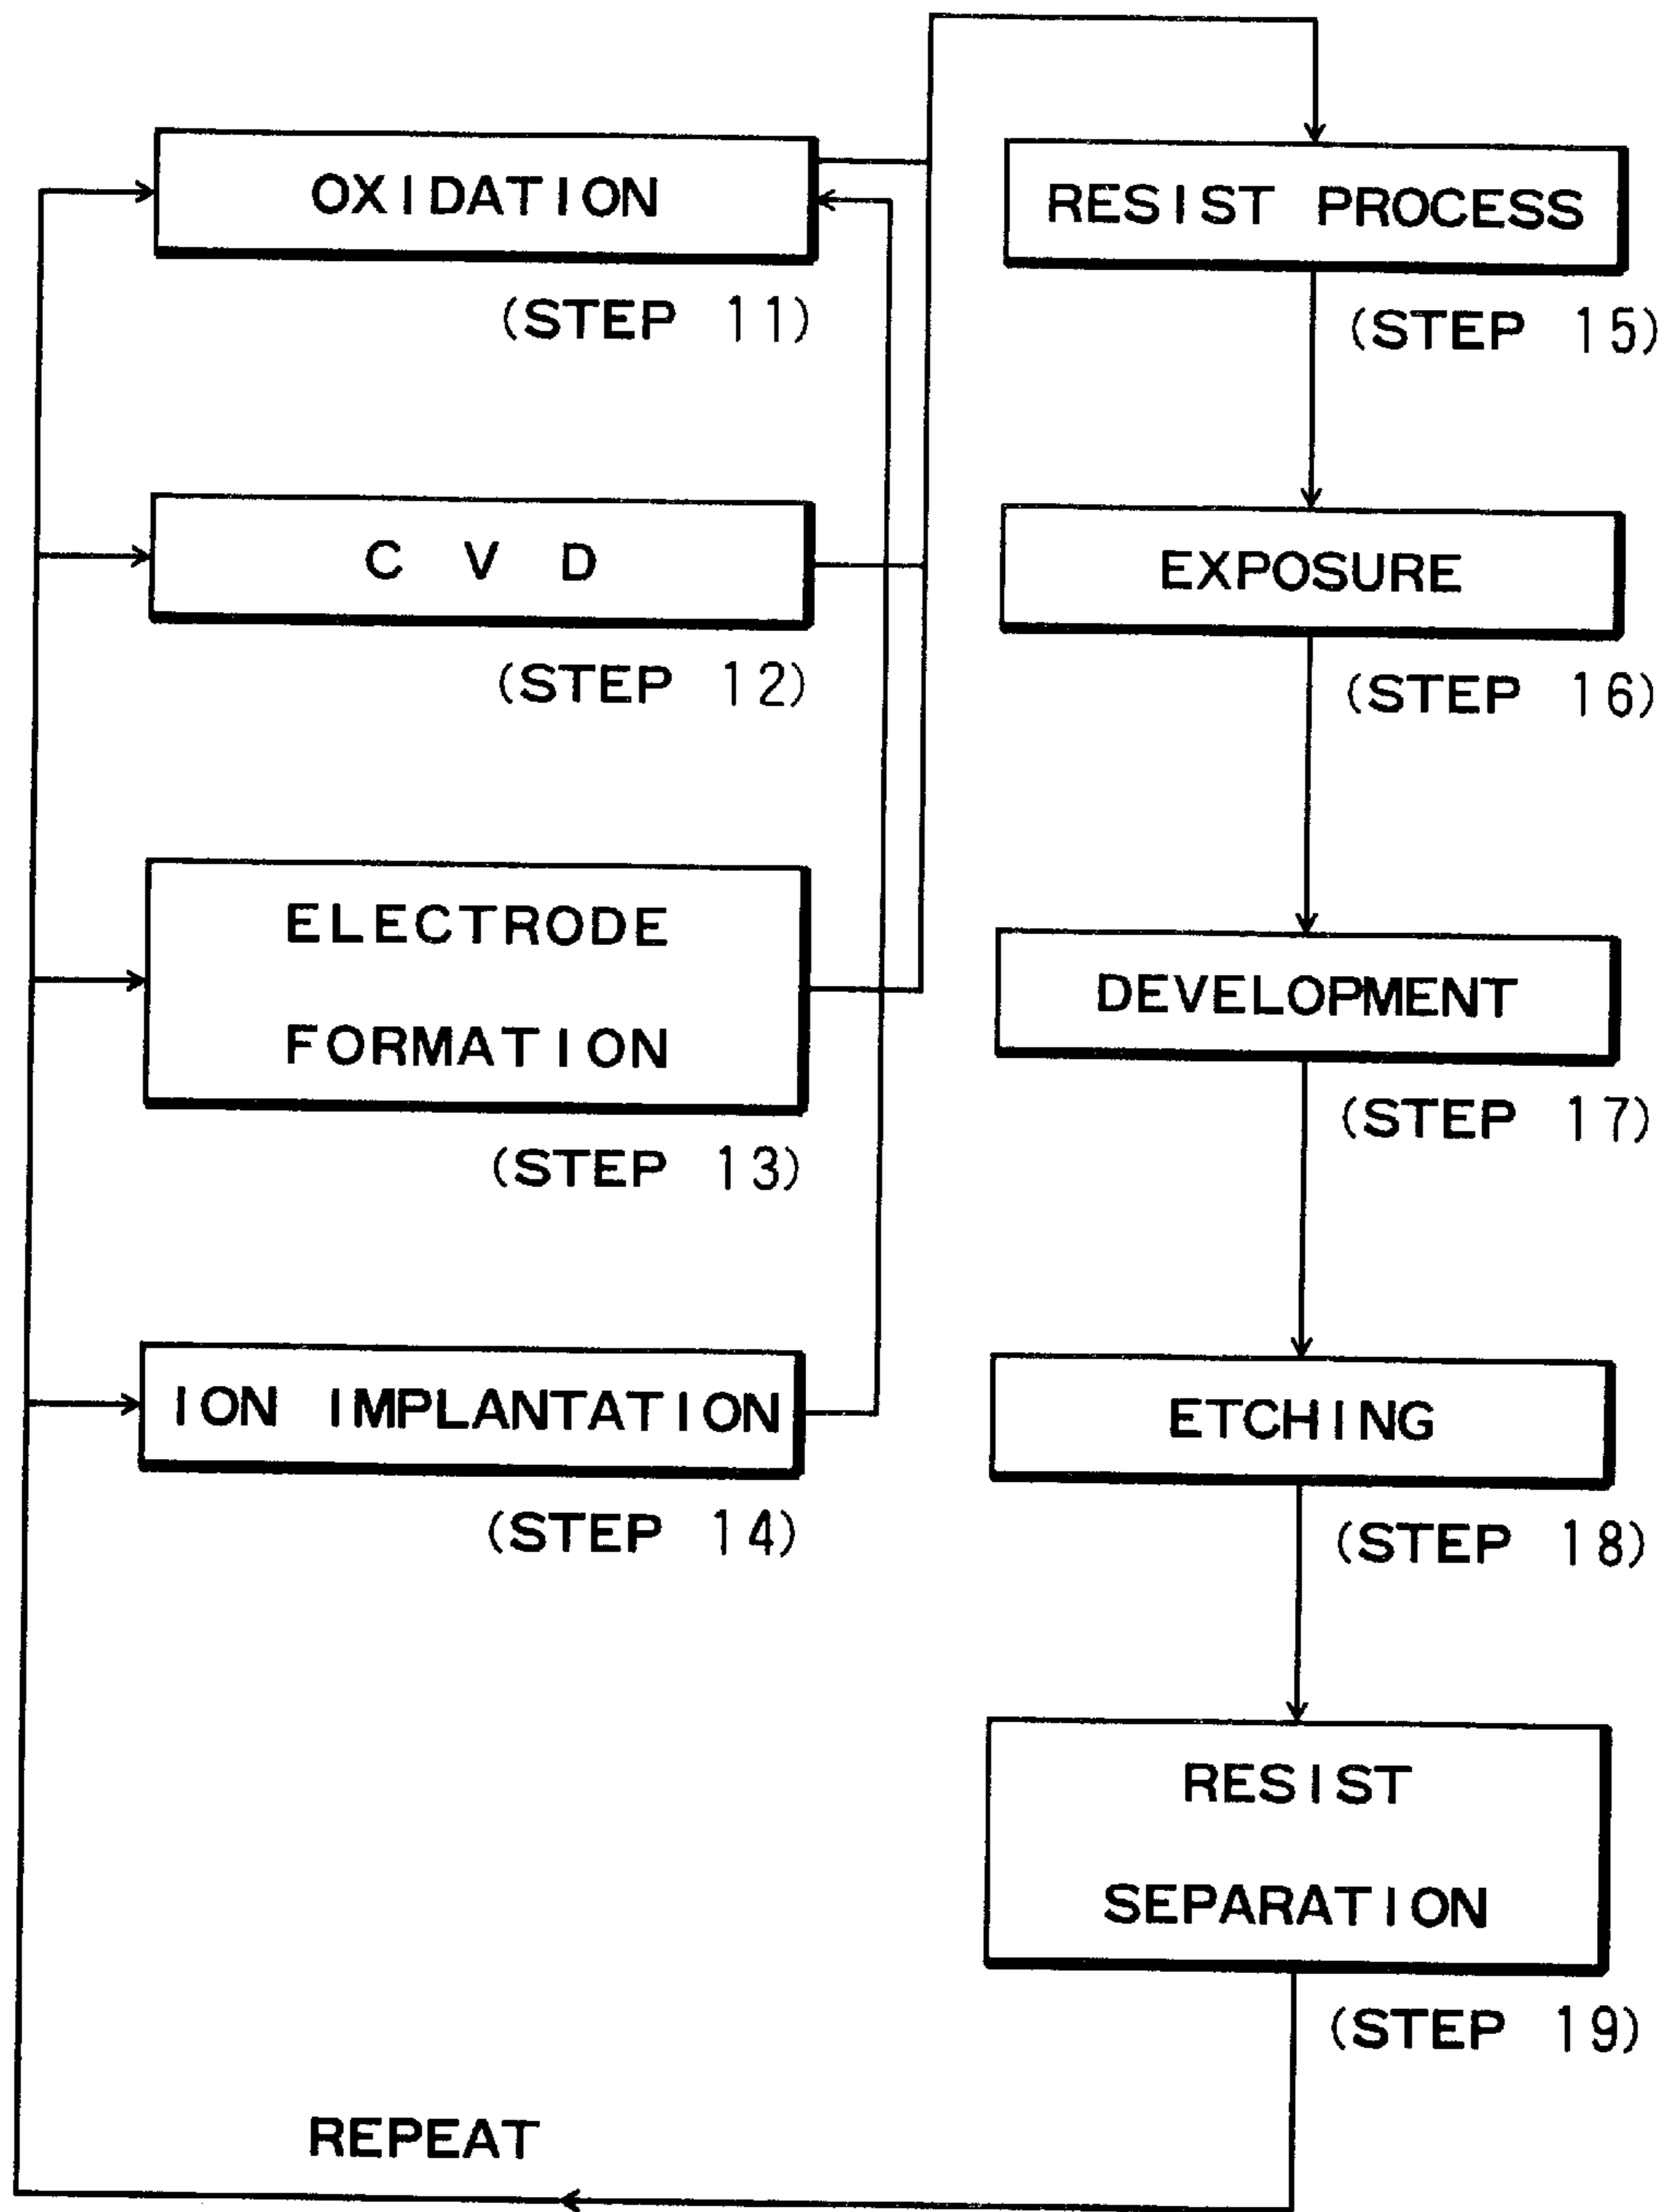 OXIDATION
(STEP 11)
C V D
(STEP 12)
ELECTRODE
FORMATION
(STEP 13)
ION IMPLANTATION
(STEP 14)
RESIST PROCESS
(STEP 15)
EXPOSURE
(STEP 16)
DEVELOPMENT
(STEP 17)
ETCHING
(STEP 18)
RESIST
SEPARATION
(STEP 19)
REPEAT